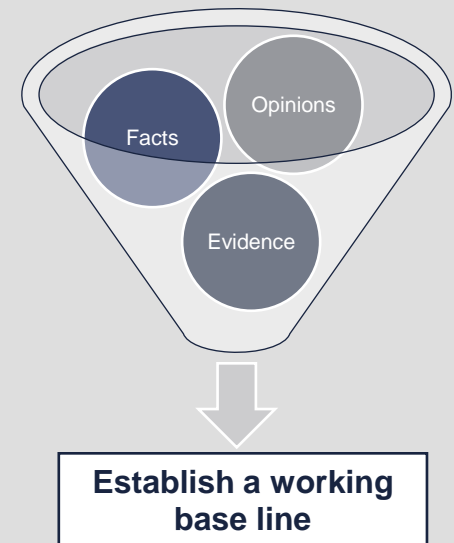 Opinions
Facts
Evidence
Establish a working
base line